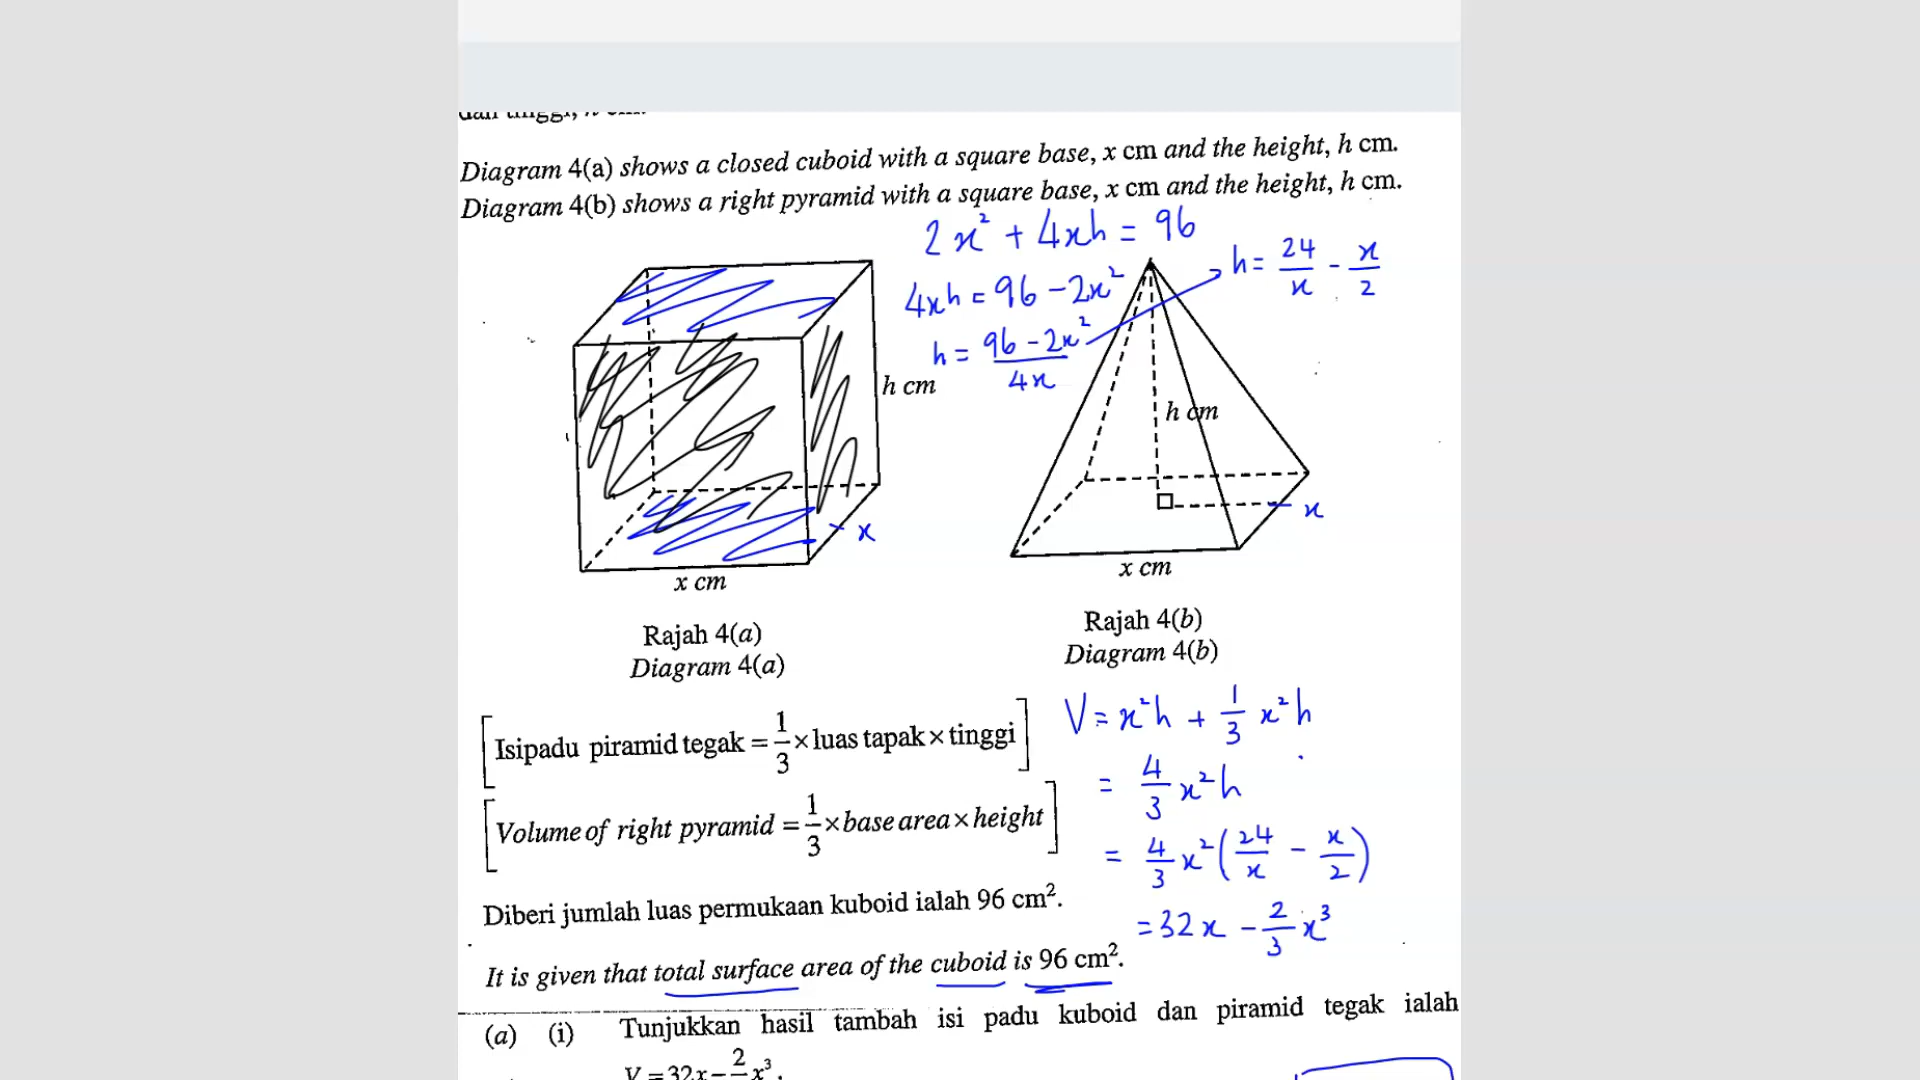 Diagram 4(a) shows a closed cuboid with a square base, x cm and the height, h cm.
Diagram 4(b) shows a right pyramid with a square base, x cm and the height, h cm.
2x² + 4xh = 96
4xh = 96 - 2x²
h = (96 - 2x²)/4x
h = 24/x - x/2
h cm
h cm
x
x
x cm
x cm
Rajah 4(a)
Diagram 4(a)
Rajah 4(b)
Diagram 4(b)
[Isipadu piramid tegak = 1/3 × luas tapak × tinggi]
[Volume of right pyramid = 1/3 × base area × height]
V = x²h + 1/3 x²h
= 4/3 x²h
= 4/3 x² (24/x - x/2)
= 32x - 2/3 x³
Diberi jumlah luas permukaan kuboid ialah 96 cm².
It is given that total surface area of the cuboid is 96 cm².
(a) (i) Tunjukkan hasil tambah isi padu kuboid dan piramid tegak ialah
V = 32x - 2/3 x³.